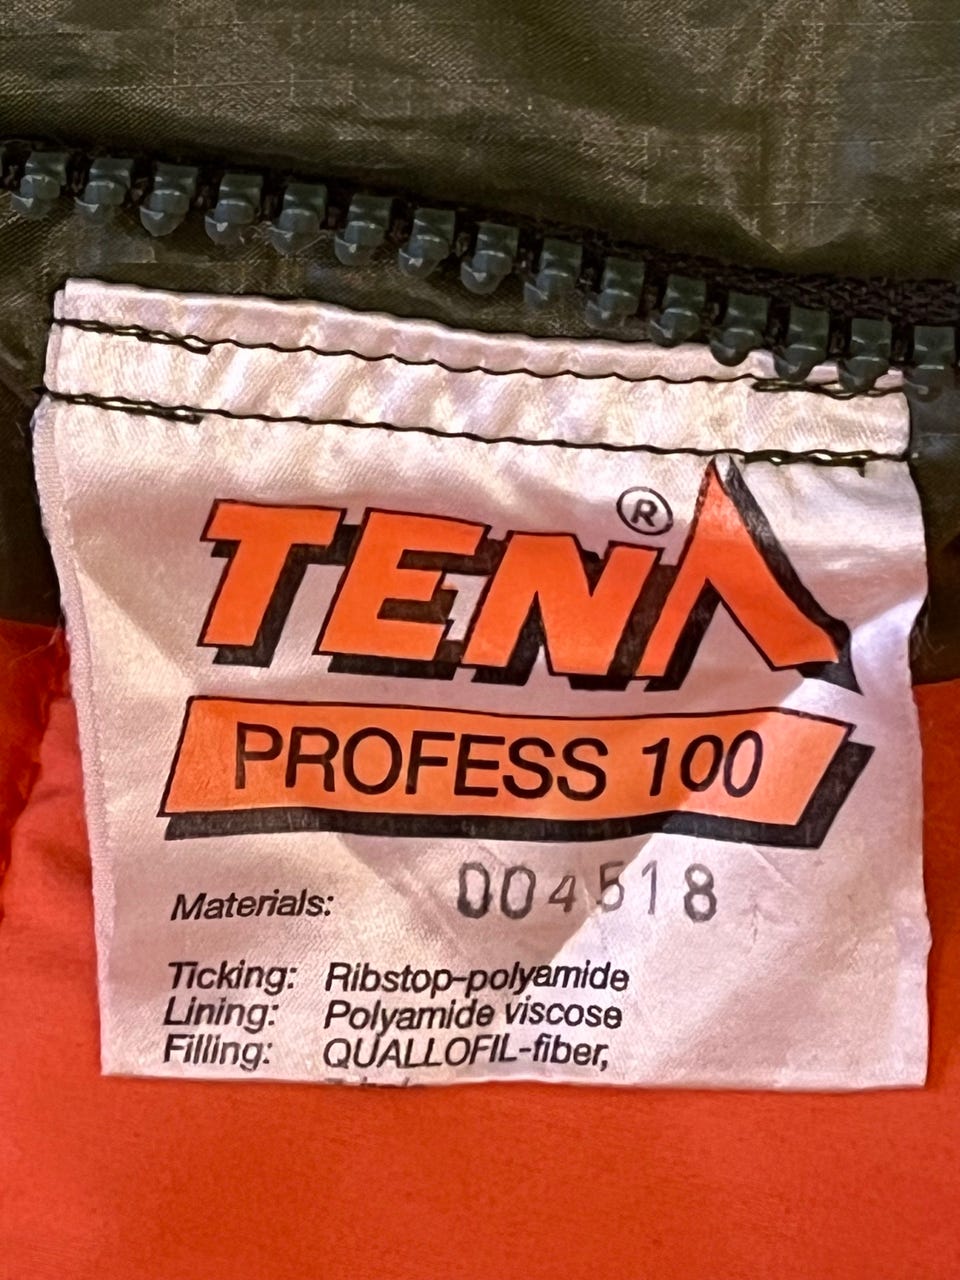 TENA®
PROFESS 100
004518
Materials:
Ticking: Ribstop-polyamide
Lining: Polyamide viscose
Filling: QUALLOFIL-fiber,